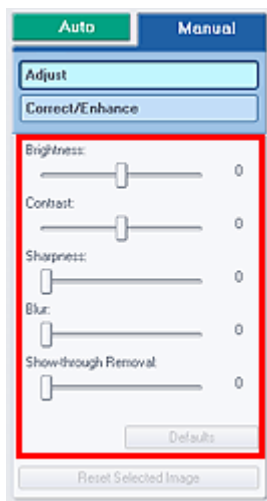 Auto Manual
Adjust
Correct/Enhance
Brightness:
0
Contrast:
0
Sharpness:
0
Blur:
0
Show-through Removal:
0
Defaults
Reset Selected Image